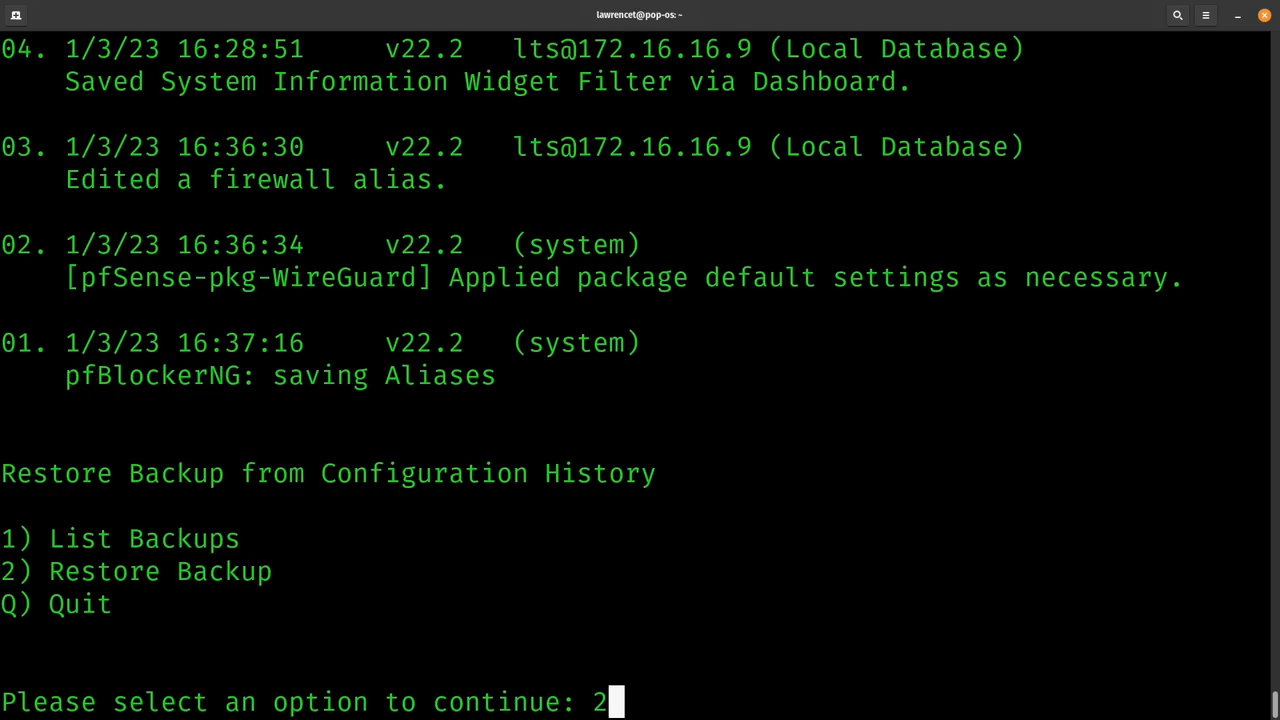 lawrencet@pop-os: ~
04. 1/3/23 16:28:51 v22.2 lts@172.16.16.9 (Local Database)
Saved System Information Widget Filter via Dashboard.
03. 1/3/23 16:36:30 v22.2 lts@172.16.16.9 (Local Database)
Edited a firewall alias.
02. 1/3/23 16:36:34 v22.2 (system)
[pfSense-pkg-WireGuard] Applied package default settings as necessary.
01. 1/3/23 16:37:16 v22.2 (system)
pfBlockerNG: saving Aliases
Restore Backup from Configuration History
1) List Backups
2) Restore Backup
Q) Quit
Please select an option to continue: 2